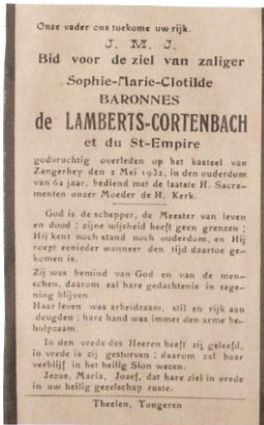 Onze vader ons toekome uw rijk.
J. M. J.
Bid voor de ziel van zaliger
Sophie-Marie-Clotilde
BARONNES
de LAMBERTS-CORTENBACH
et du St-Empire
godvruchtig overleden op het kasteel van
Zangerhey den 2 Mei 1932, in den ouderdom
van 62 jaar, bediend met de laatste H. Sacra-
menten onzer Moeder de H. Kerk.
God is de schepper, de Meester van leven
en dood ; zijne wijsheid heeft geen grenzen ;
Hij kent noch stand noch ouderdom, en Hij
roept eenieder wanneer den tijd daartoe ge-
komen is.
Zij was bemind van God en van de men-
schen, daarom zal hare gedachtenis in zege-
ning blijven.
Haar leven was arbeidzaam, stil en rijk aan
deugden ; hare hand was immer den arme be-
hulpzaam.
In den vrede des Heeren heeft zij geleefd,
in vrede is zij gestorven ; daarom zal haar
verblijf in het heilig Sion wezen.
Jezus, Maria, Jozef, dat hare ziel in vrede
in uw heilig gezelschap ruste.
Theelen, Tongeren